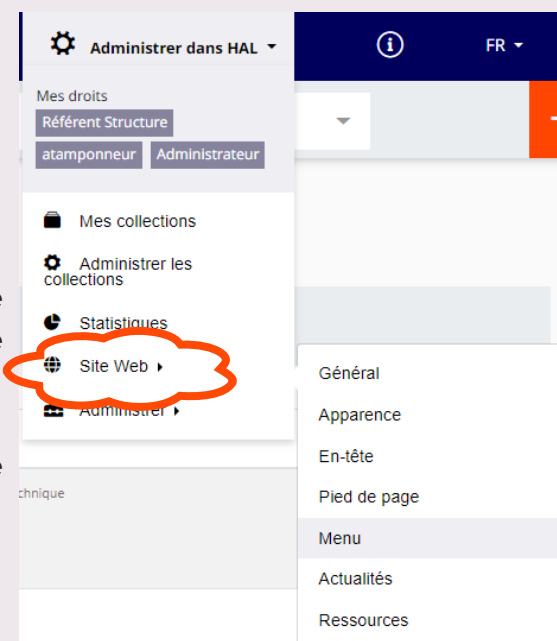 Administrer dans HAL
FR
Mes droits
Référent Structure
atamponneur Administrateur
Mes collections
Administrer les
collections
Statistiques
Site Web
Administrer
Général
Apparence
En-tête
Pied de page
Menu
Actualités
Ressources